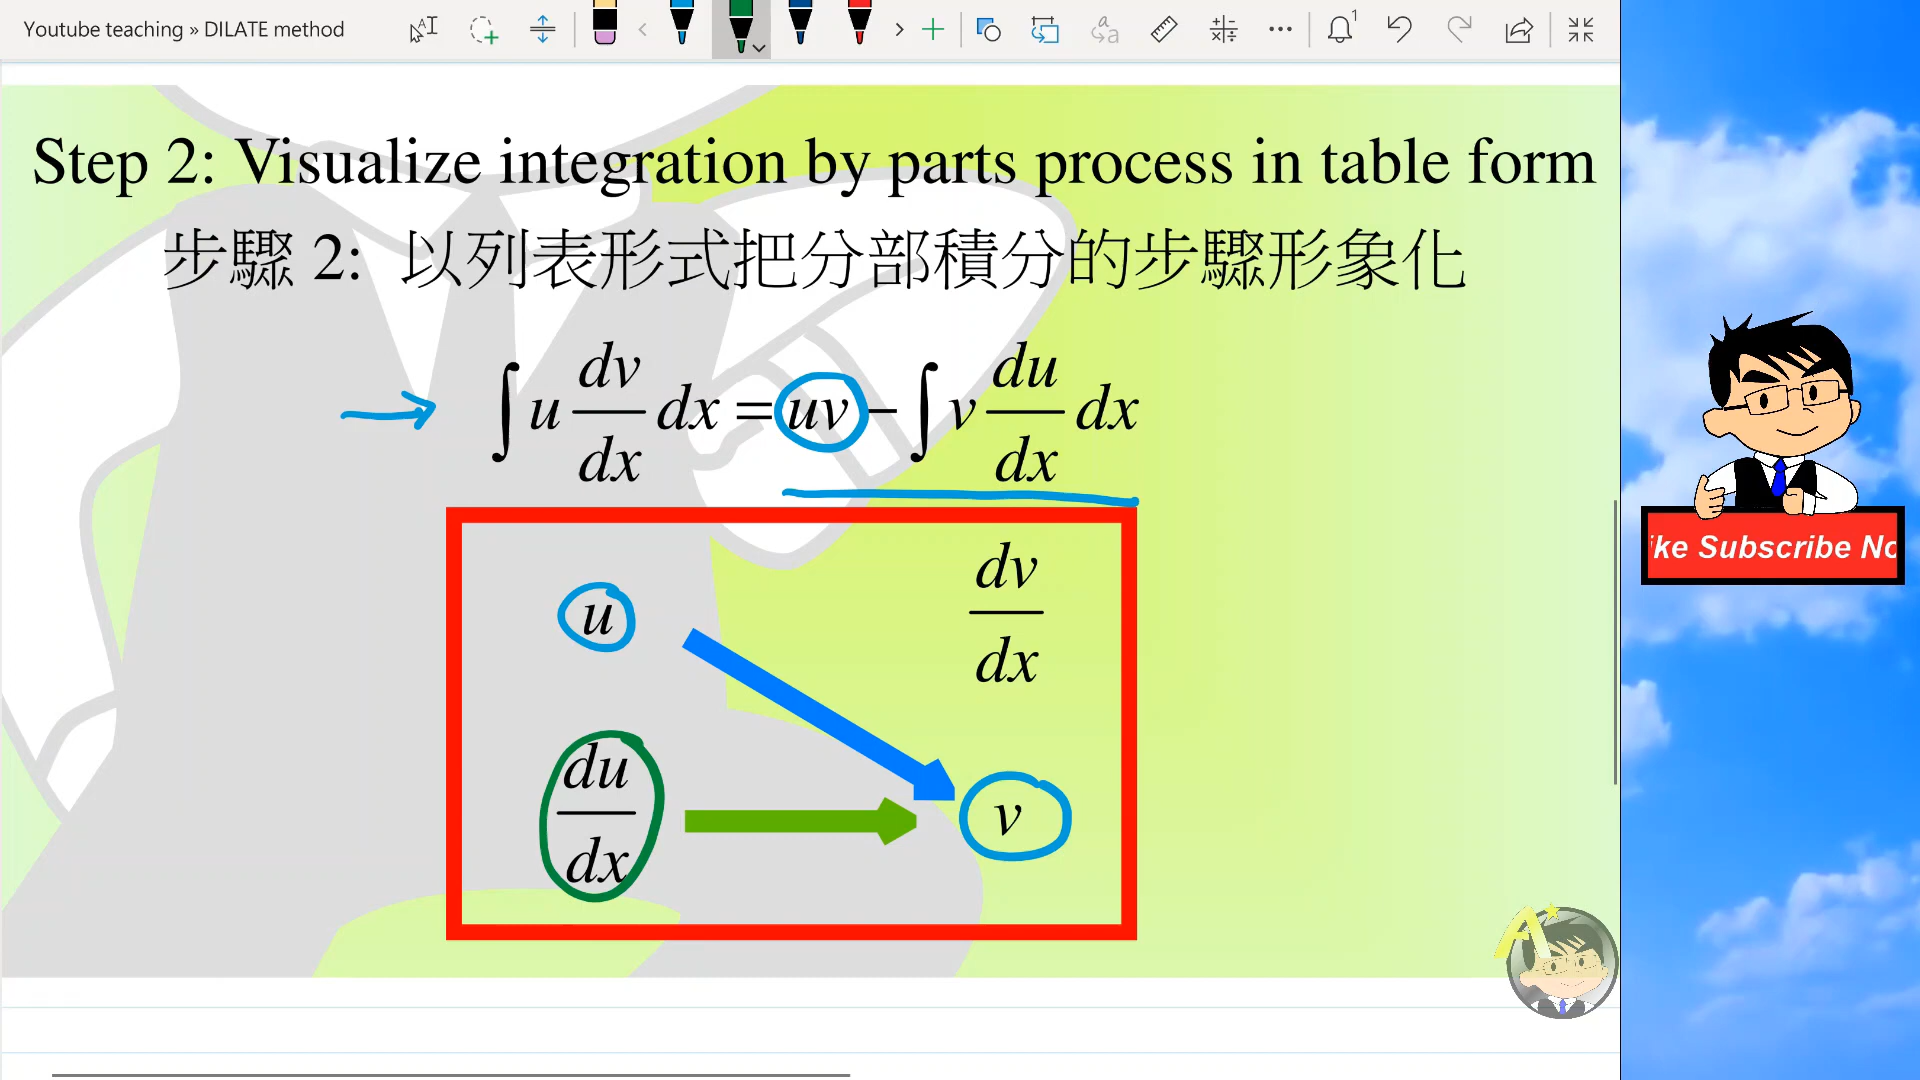 Youtube teaching » DILATE method
Step 2: Visualize integration by parts process in table form
步驟 2: 以列表形式把分部積分的步驟形象化
∫ u dv/dx dx = uv − ∫ v du/dx dx
u dv/dx
du/dx v
ke Subscribe No
A